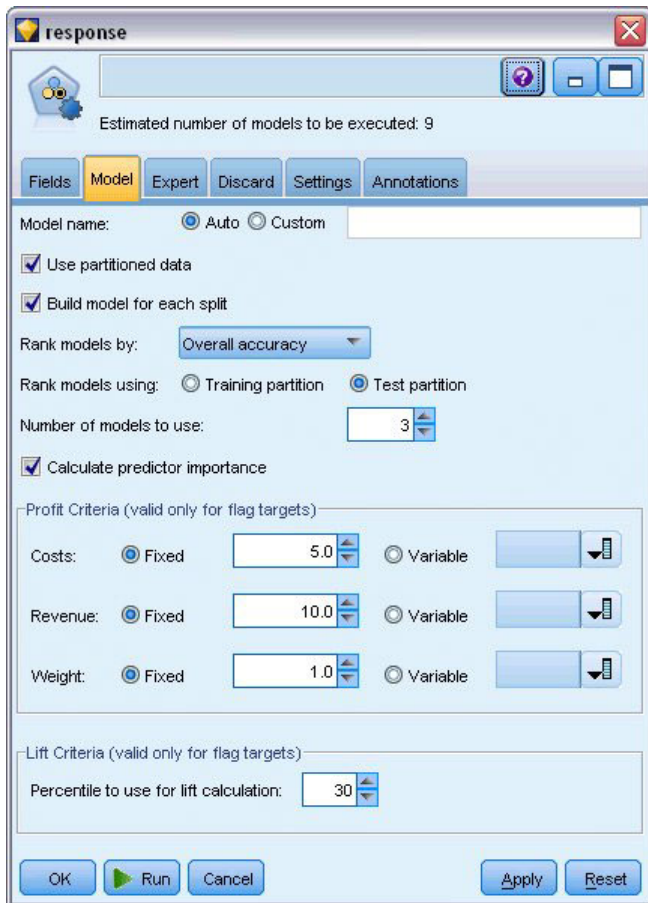 response
Estimated number of models to be executed: 9
Fields Model Expert Discard Settings Annotations
Model name: Auto Custom
Use partitioned data
Build model for each split
Rank models by: Overall accuracy
Rank models using: Training partition Test partition
Number of models to use: 3
Calculate predictor importance
Profit Criteria (valid only for flag targets)
Costs: Fixed 5.0 Variable
Revenue: Fixed 10.0 Variable
Weight: Fixed 1.0 Variable
Lift Criteria (valid only for flag targets)
Percentile to use for lift calculation: 30
OK Run Cancel Apply Reset